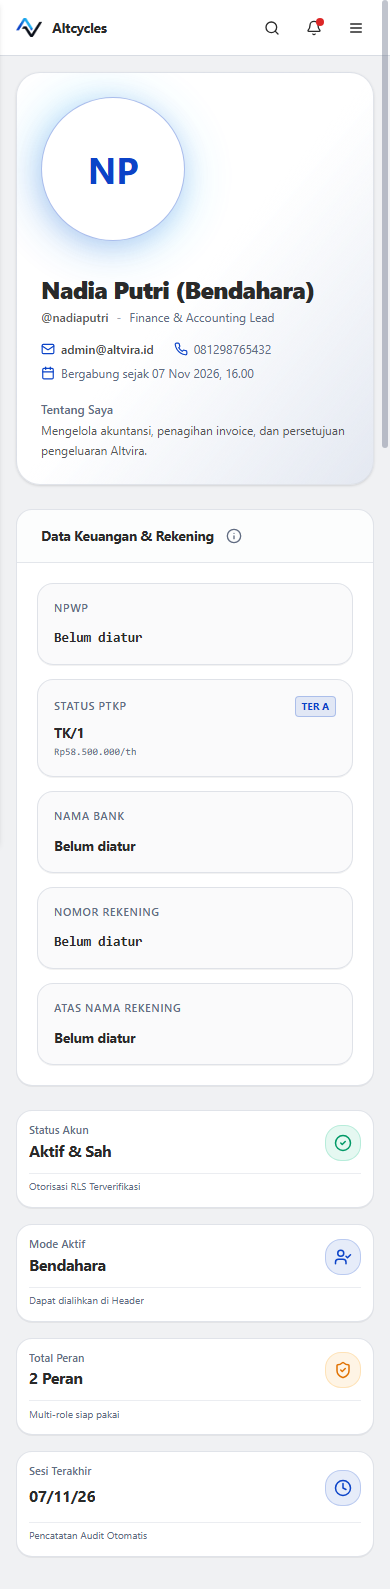 Altcycles
NP
Nadia Putri (Bendahara)
@nadiaputri - Finance & Accounting Lead
admin@altvira.id 081298765432
Bergabung sejak 07 Nov 2026, 16.00
Tentang Saya
Mengelola akuntansi, penagihan invoice, dan persetujuan
pengeluaran Altvira.
Data Keuangan & Rekening
NPWP
Belum diatur
STATUS PTKP TER A
TK/1
Rp58.500.000/th
NAMA BANK
Belum diatur
NOMOR REKENING
Belum diatur
ATAS NAMA REKENING
Belum diatur
Status Akun
Aktif & Sah
Otorisasi RLS Terverifikasi
Mode Aktif
Bendahara
Dapat dialihkan di Header
Total Peran
2 Peran
Multi-role siap pakai
Sesi Terakhir
07/11/26
Pencatatan Audit Otomatis